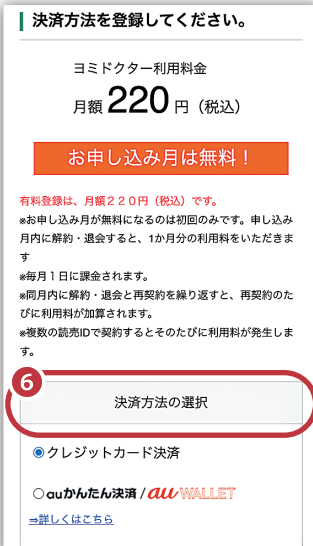 決済方法を登録してください。
ヨミドクター利用料金
月額220円（税込）
お申し込み月は無料！
有料登録は、月額２２０円（税込）です。
※お申し込み月が無料になるのは初回のみです。申し込み
月内に解約・退会すると、1か月分の利用料をいただきま
す
※毎月１日に課金されます。
※同月内に解約・退会と再契約を繰り返すと、再契約のた
びに利用料が加算されます。
※複数の読売IDで契約するとそのたびに利用料が発生しま
す。
6
決済方法の選択
クレジットカード決済
auかんたん決済 / au WALLET
⇒詳しくはこちら